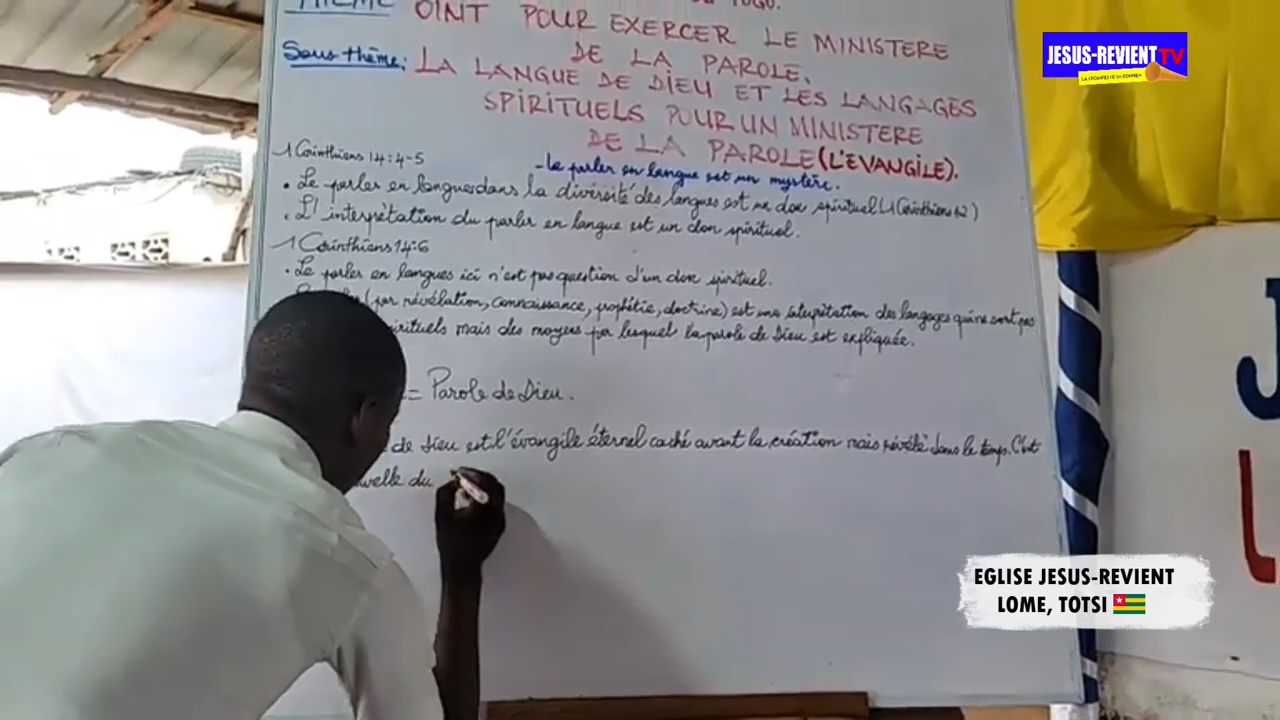 DU TOGO.
THEME OINT POUR EXERCER LE MINISTERE
DE LA PAROLE.
Sous thème: LA LANGUE DE DIEU ET LES LANGAGES
SPIRITUELS POUR UN MINISTERE
DE LA PAROLE (L'EVANGILE).
1 Corinthiens 14:4-5
- Le parler en langue est un mystère.
• Le parler en langue dans la diversité des langues est un don spirituel (1 Corinthiens 12)
• L'interprétation du parler en langue est un don spirituel.
1 Corinthiens 14:6
• Le parler en langues ici n'est pas question d'un don spirituel.
(par révélation, connaissance, prophétie, doctrine) est une interprétation des langages qui ne sont pas
spirituels mais des moyens par lesquel la parole de Dieu est expliquée.
= Parole de Dieu.
de Dieu est l'évangile éternel caché avant la création mais révélé dans le temps. C'est
du
JESUS-REVIENT TV
EGLISE JESUS-REVIENT
LOME, TOTSI
J
L